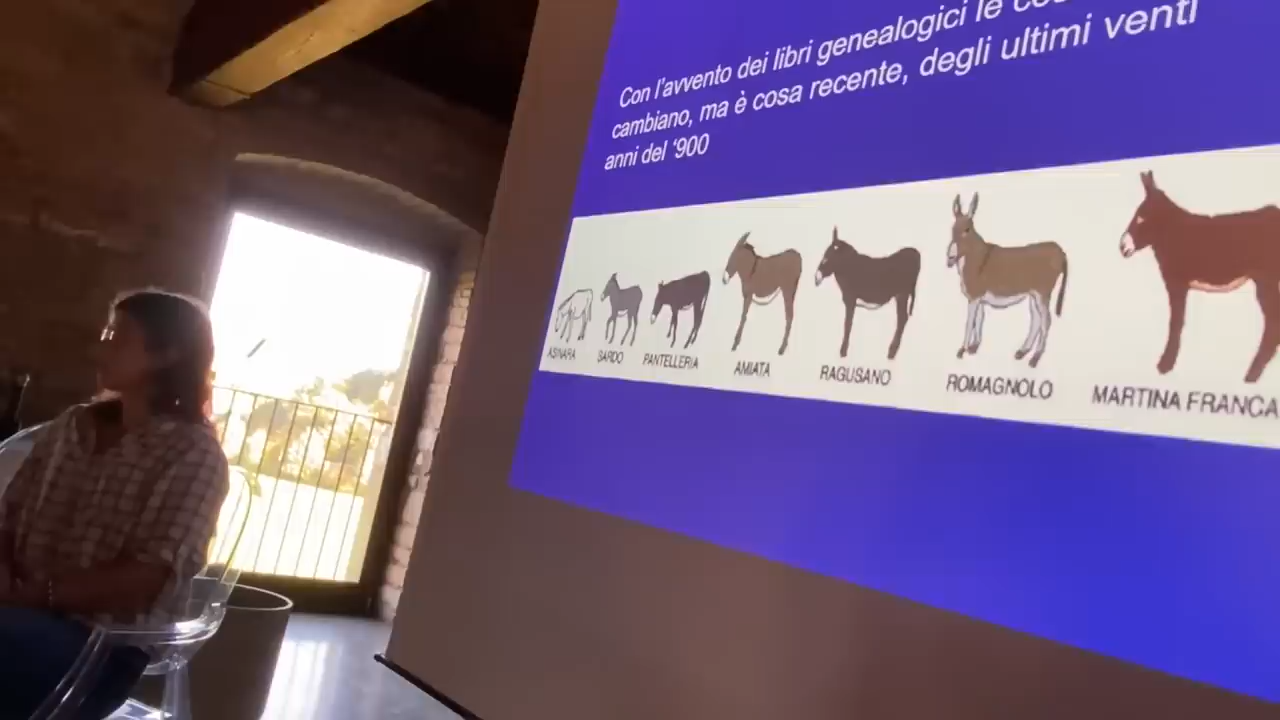 Con l'avvento dei libri genealogici le
cambiano, ma è cosa recente, degli ultimi venti
anni del '900
ASINARA SARDO PANTELLERIA AMIATA RAGUSANO ROMAGNOLO MARTINA FRANCA